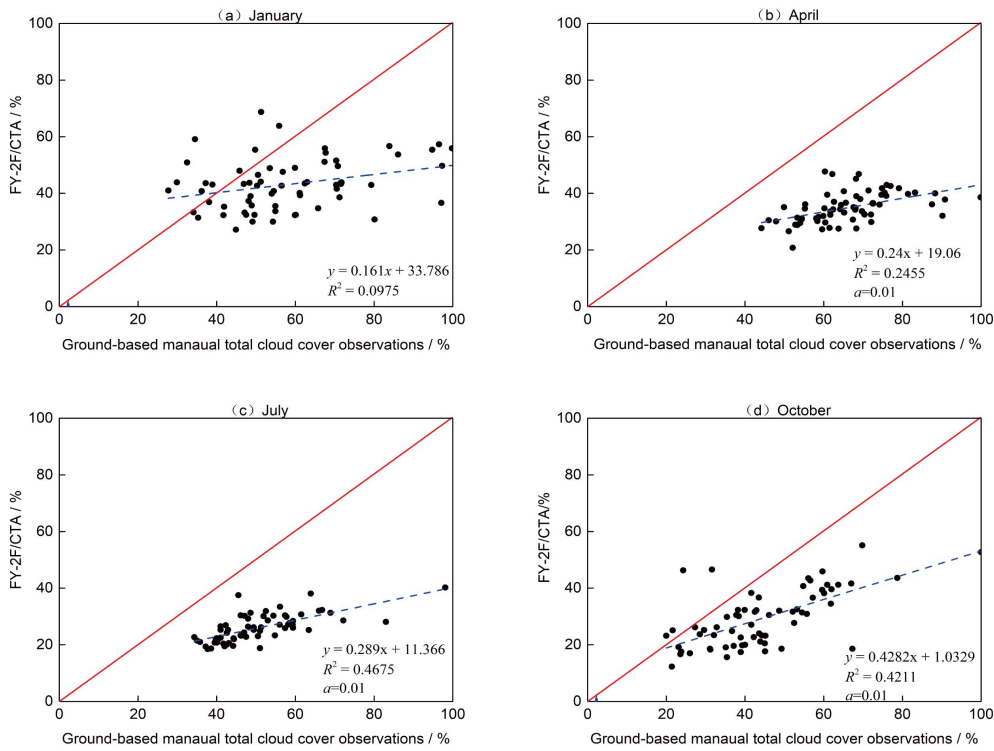 （a）January
FY-2F/CTA / %
100
80
60
40
20
0
y = 0.161x + 33.786
R² = 0.0975
0 20 40 60 80 100
Ground-based manaual total cloud cover observations / %
（b）April
FY-2F/CTA / %
100
80
60
40
20
0
y = 0.24x + 19.06
R² = 0.2455
a=0.01
0 20 40 60 80 100
Ground-based manaual total cloud cover observations / %
（c）July
FY-2F/CTA / %
100
80
60
40
20
0
y = 0.289x + 11.366
R² = 0.4675
a=0.01
0 20 40 60 80 100
Ground-based manaual total cloud cover observations / %
（d）October
FY-2F/CTA/%
100
80
60
40
20
0
y = 0.4282x + 1.0329
R² = 0.4211
a=0.01
0 20 40 60 80 100
Ground-based manaual total cloud cover observations / %